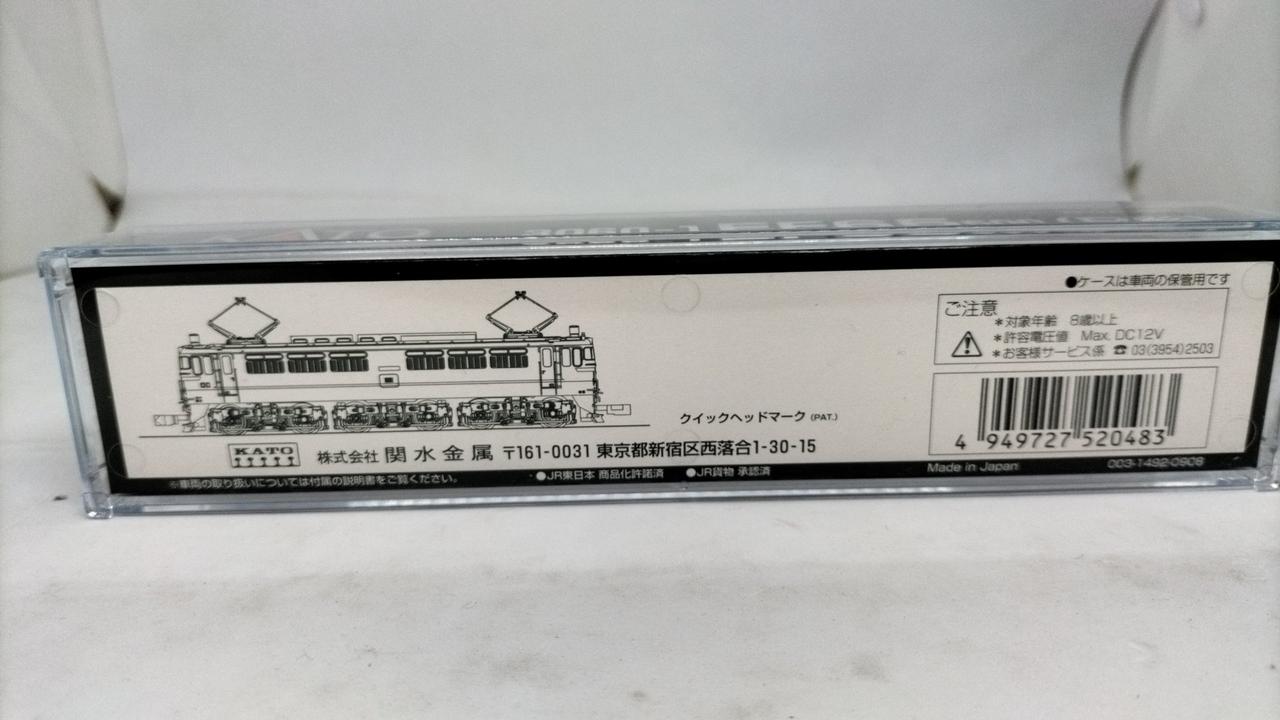 3060-1 EF65
●ケースは車両の保管用です
ご注意
＊対象年齢 8歳以上
＊許容電圧値 Max. DC12V
＊お客様サービス係 ☎ 03(3954)2503
クイックヘッドマーク (PAT.)
4 949727 520483
KATO 株式会社 関水金属 〒161-0031 東京都新宿区西落合1-30-15
Made in Japan 003-1492-0906
※車両の取り扱いについては付属の説明書をご覧ください。 ●JR東日本 商品化許諾済 ●JR貨物 承認済